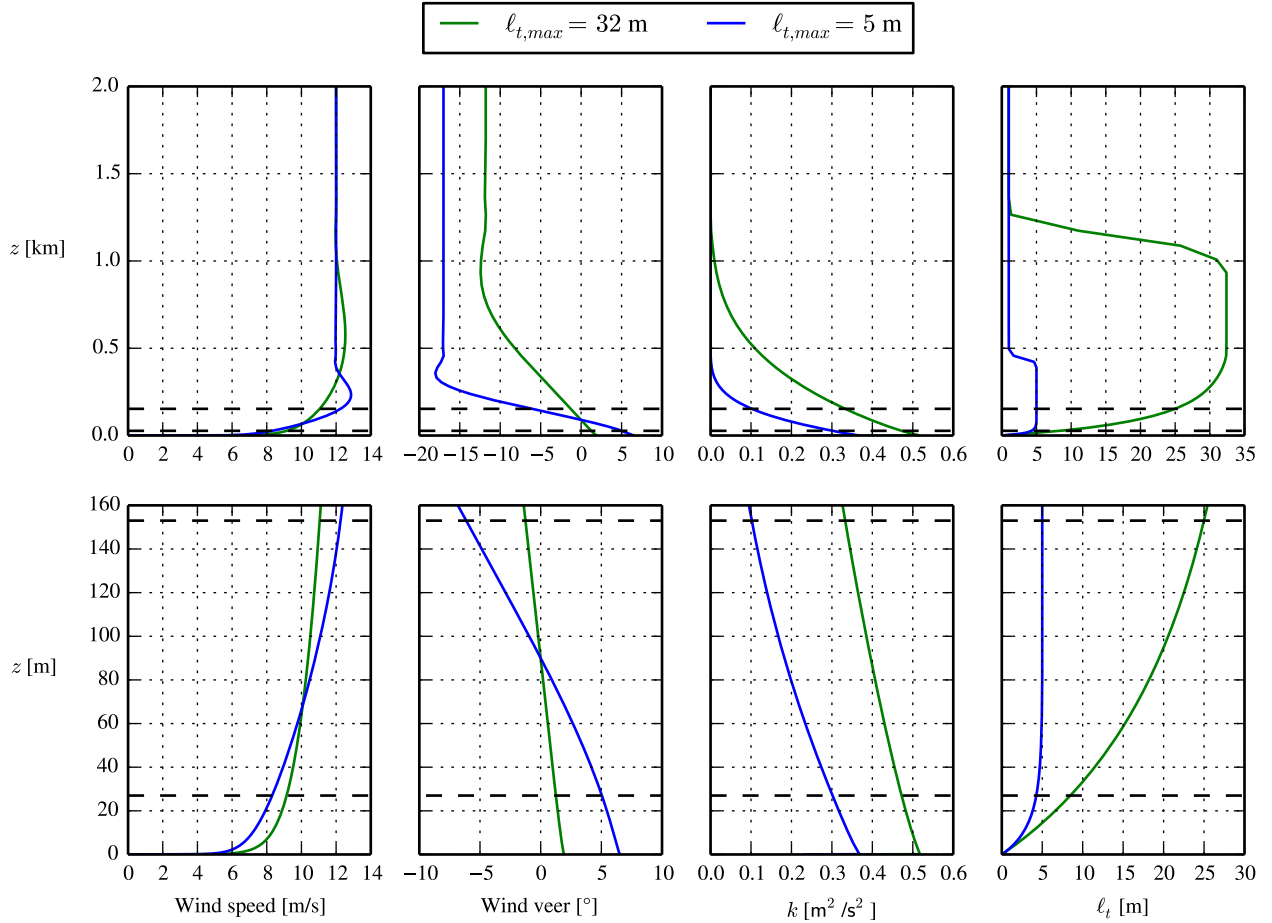 ℓt,max = 32 m ℓt,max = 5 m
2.0
1.5
1.0
0.5
0.0
z [km]
0 2 4 6 8 10 12 14
−20 −15 −10 −5 0 5 10
0.0 0.1 0.2 0.3 0.4 0.5 0.6
0 5 10 15 20 25 30 35
160
140
120
100
80
60
40
20
0
z [m]
0 2 4 6 8 10 12 14
−10 −5 0 5 10
0.0 0.1 0.2 0.3 0.4 0.5 0.6
0 5 10 15 20 25 30
Wind speed [m/s]
Wind veer [°]
k [m² /s² ]
ℓt [m]